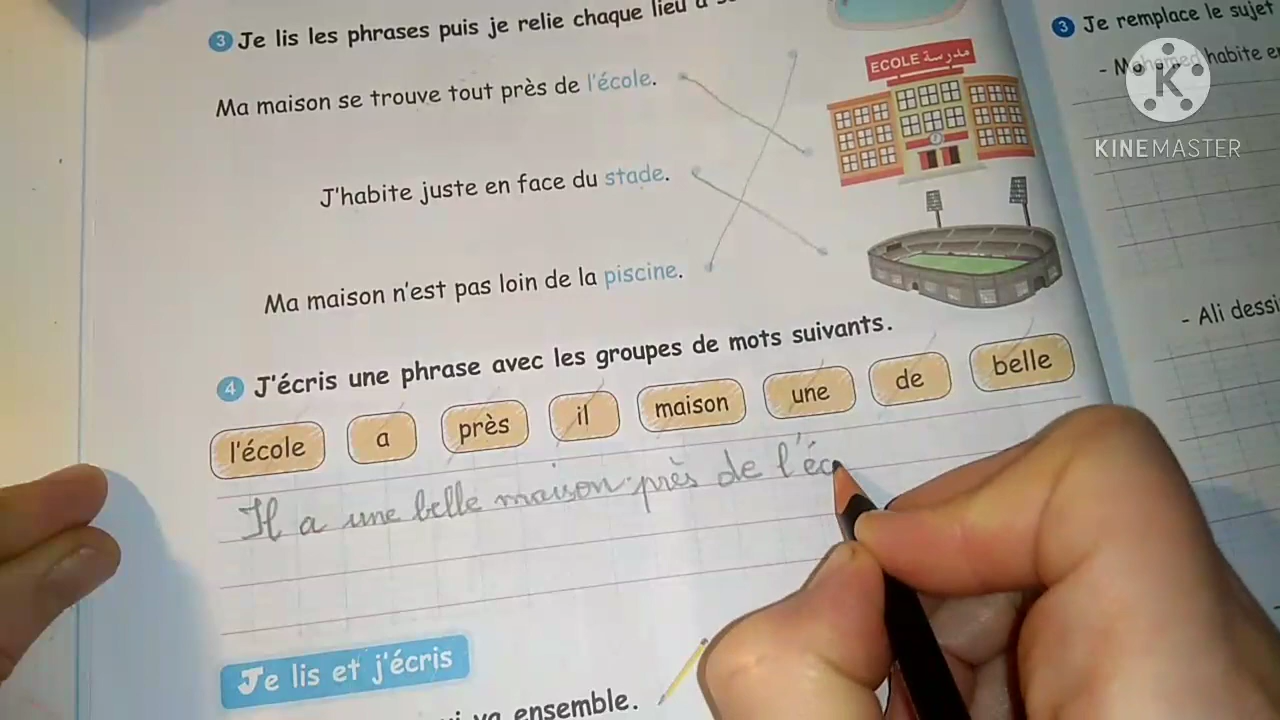 3 Je lis les phrases puis je relie chaque lieu à
Ma maison se trouve tout près de l'école.
J'habite juste en face du stade.
Ma maison n'est pas loin de la piscine.
ECOLE مدرسة
4 J'écris une phrase avec les groupes de mots suivants.
l'école a près il maison une de belle
Il a une belle maison près de l'éc
Je lis et j'écris
va ensemble.
3 Je remplace le sujet
- Mohamed habite
- Ali dessi
K
KINEMASTER